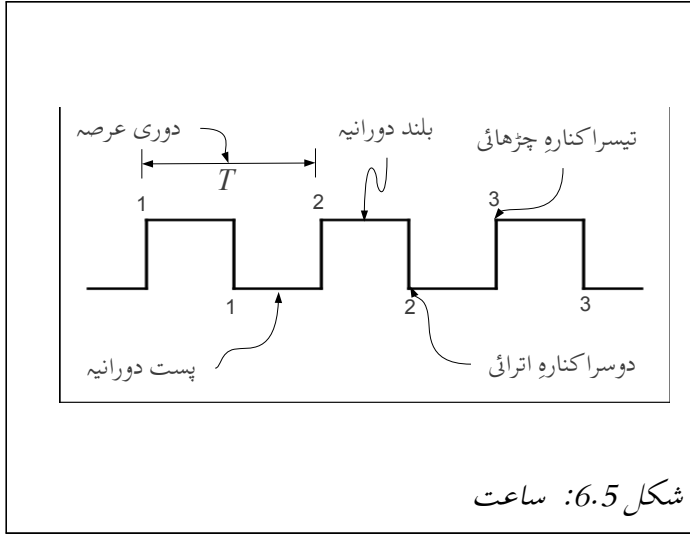 دوری عرصہ
بلند دورانیہ
تیسرا کنارہِ چڑھائی
T
1 2 3
1 2 3
پست دورانیہ
دوسرا کنارہِ اترائی
شکل 6.5: ساعت